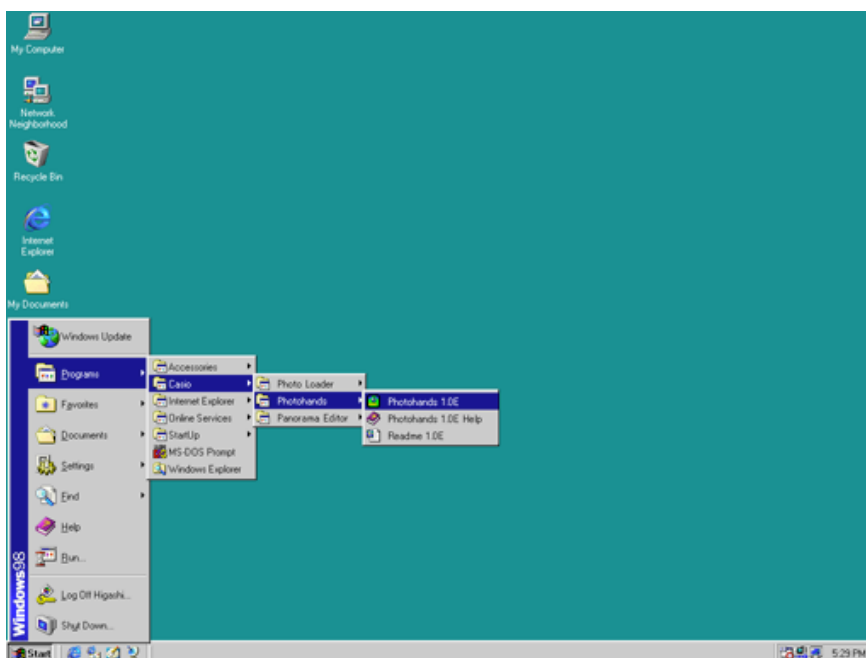 My Computer
Network
Neighborhood
Recycle Bin
Internet
Explorer
My Documents
Windows98
Windows Update
Programs
Favorites
Documents
Settings
Find
Help
Run...
Log Off Higashi...
Shut Down...
Accessories
Casio
Internet Explorer
Online Services
StartUp
MS-DOS Prompt
Windows Explorer
Photo Loader
Photohands
Panorama Editor
Photohands 1.0E
Photohands 1.0E Help
Readme 1.0E
Start
5:29 PM